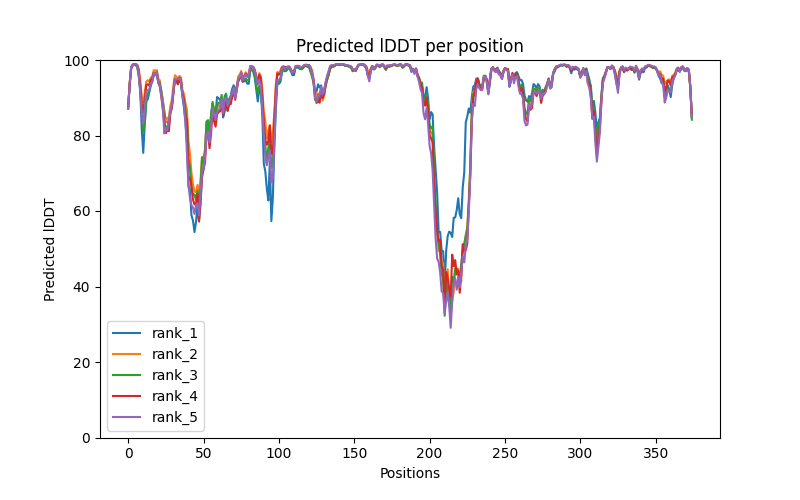 Predicted lDDT per position
100
80
60
40
20
0
Predicted lDDT
rank_1
rank_2
rank_3
rank_4
rank_5
0 50 100 150 200 250 300 350
Positions